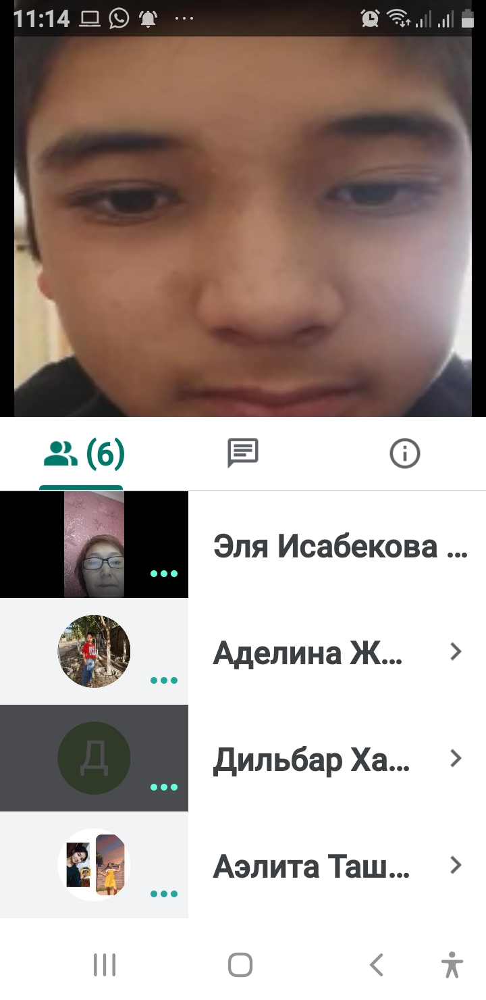 11:14
(6)
Эля Исабекова ...
Аделина Ж...
Д
Дильбар Ха...
Аэлита Таш...